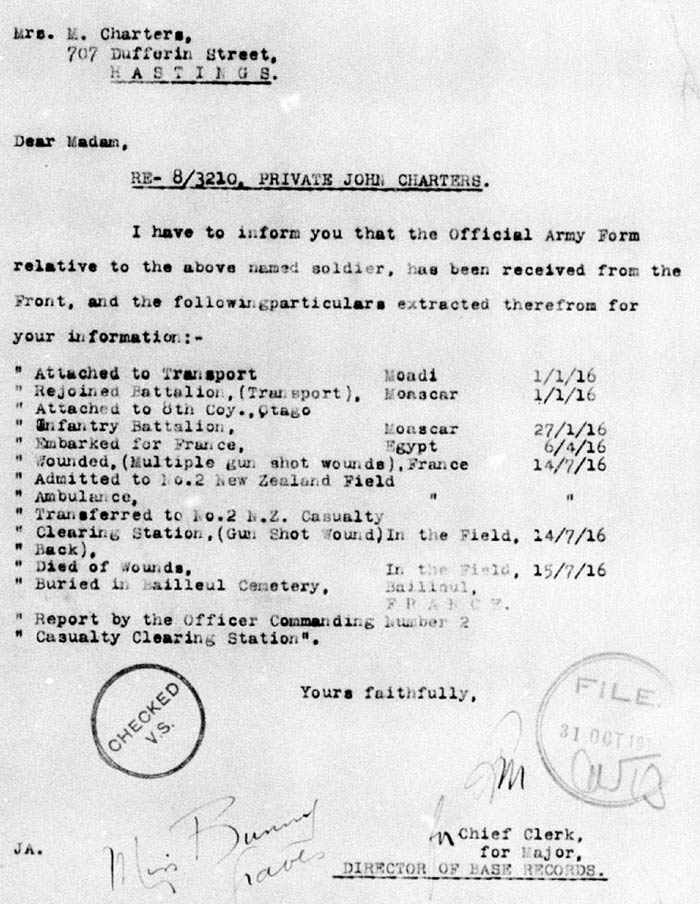 Mrs. M. Charters,
707 Dufferin Street,
HASTINGS.
Dear Madam,
RE- 8/3210, PRIVATE JOHN CHARTERS.
I have to inform you that the Official Army Form
relative to the above named soldier, has been received from the
Front, and the followingparticulars extracted therefrom for
your information:-
" Attached to Transport Moadi 1/1/16
" Rejoined Battalion,(Transport), Moascar 1/1/16
" Attached to 8th Coy.,Otago
" Infantry Battalion, Moascar 27/1/16
" Embarked for France, Egypt 6/4/16
" Wounded,(Multiple gun shot wounds),France 14/7/16
" Admitted to No.2 New Zealand Field
" Ambulance, " "
" Transferred to No.2 N.Z. Casualty
" Clearing Station,(Gun Shot Wound)In the Field, 14/7/16
" Back),
" Died of Wounds, In the Field, 15/7/16
" Buried in Bailleul Cemetery, Bailinul,
FRANCE.
" Report by the Officer Commanding Number 2
" Casualty Clearing Station".
Yours faithfully,
CHECKED
V.S.
FILE
31 OCT 19
Chief Clerk,
for Major,
DIRECTOR OF BASE RECORDS.
JA.
Miss Bunny
Graves